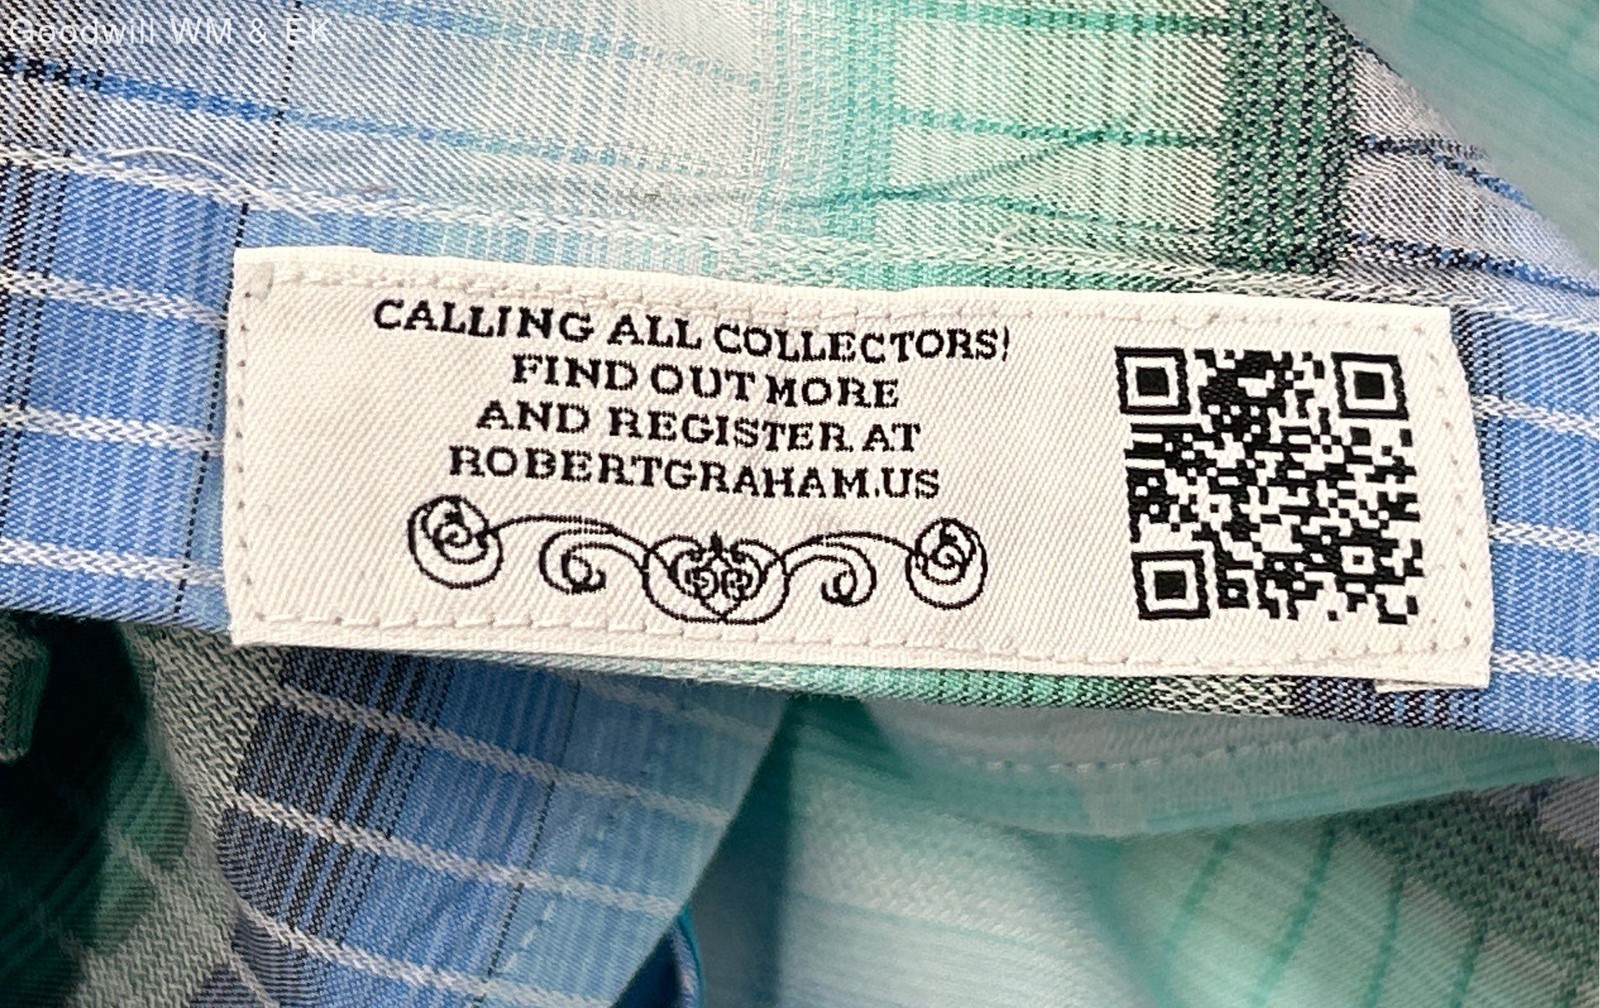 Goodwill WM & EK
CALLING ALL COLLECTORS!
FIND OUT MORE
AND REGISTER AT
ROBERTGRAHAM.US